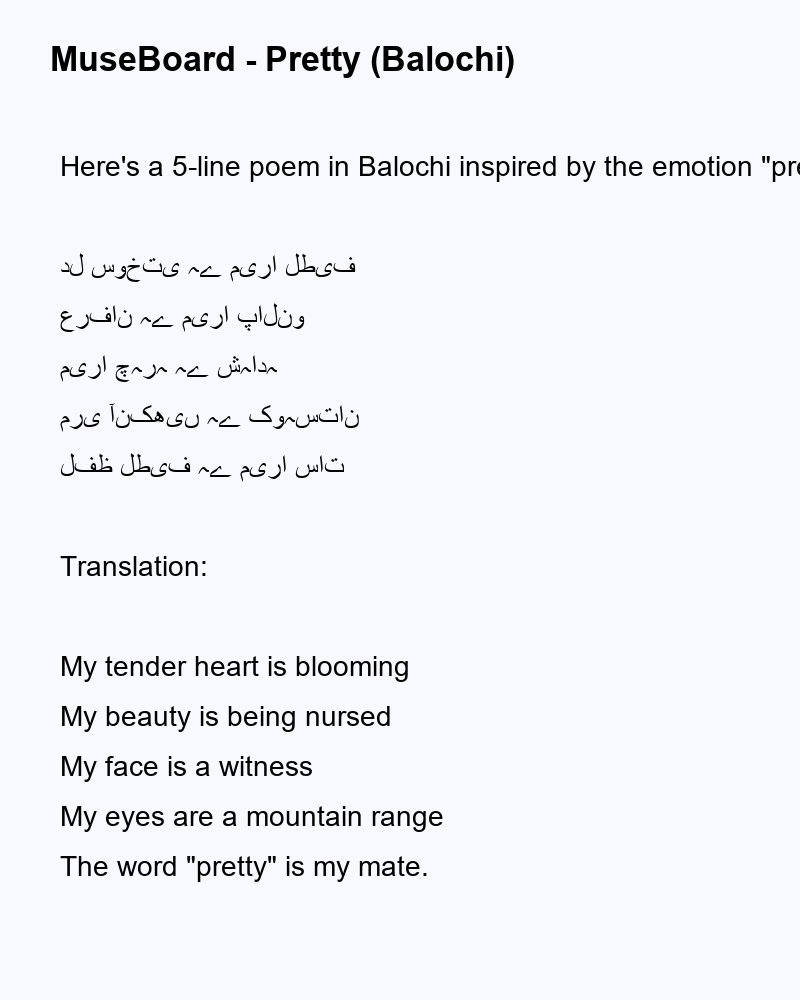 MuseBoard - Pretty (Balochi)
Here's a 5-line poem in Balochi inspired by the emotion
دل سوختی ہے میرا لطیف
عرفان ہے میرا پالنو
میرا چہرہ ہے شہادہ
مری آنکھیں ہے کوہستان
لفظ لطیف ہے میرا سات
Translation:
My tender heart is blooming
My beauty is being nursed
My face is a witness
My eyes are a mountain range
The word "pretty" is my mate.